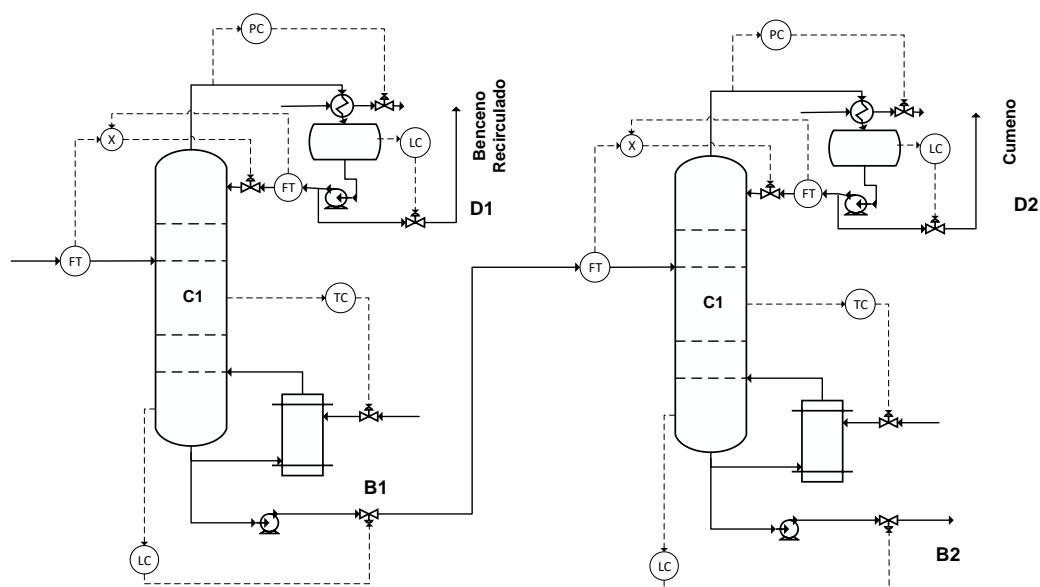 PC
PC
Benceno
Recirculado
Cumeno
X
LC
X
LC
FT
FT
D1
D2
FT
FT
C1
TC
C1
TC
B1
B2
LC
LC